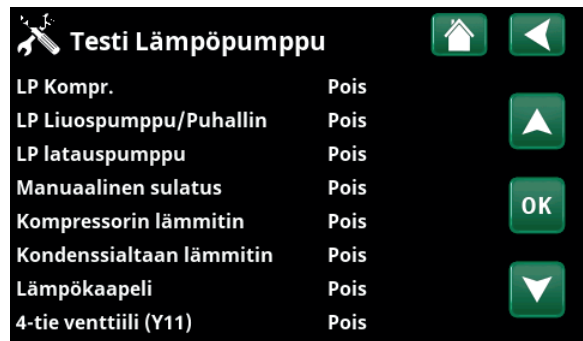 Testi Lämpöpumppu
LP Kompr. Pois
LP Liuospumppu/Puhallin Pois
LP latauspumppu Pois
Manuaalinen sulatus Pois
OK
Kompressorin lämmitin Pois
Kondenssialtaan lämmitin Pois
Lämpökaapeli Pois
4-tie venttiili (Y11) Pois